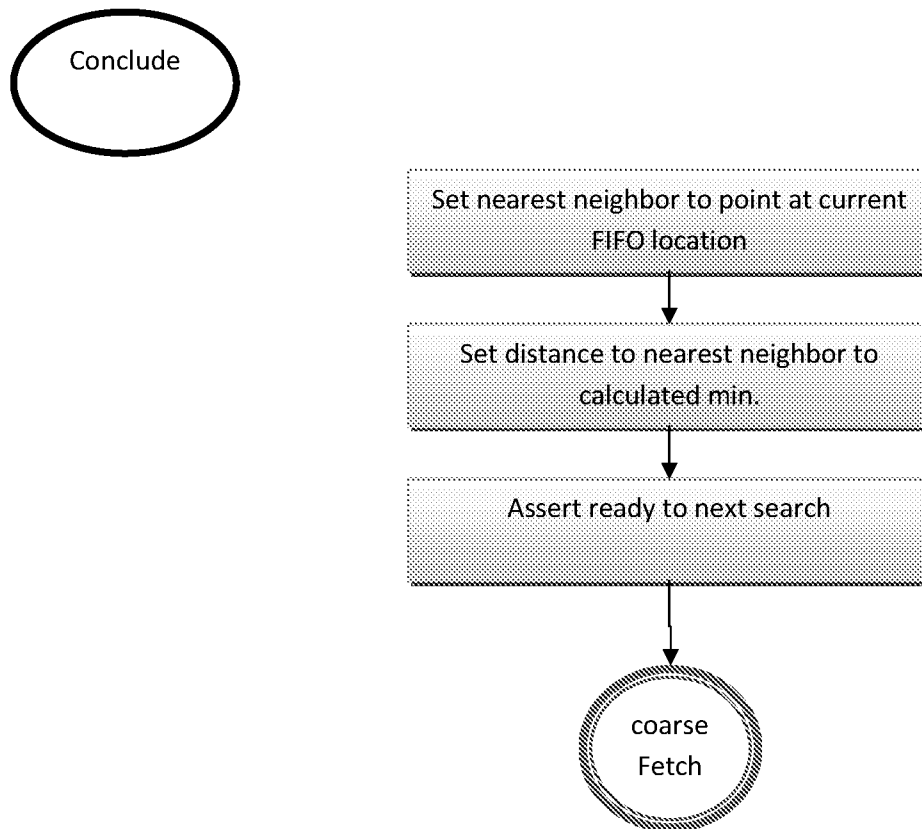 Conclude
Set nearest neighbor to point at current
FIFO location
Set distance to nearest neighbor to
calculated min.
Assert ready to next search
coarse
Fetch